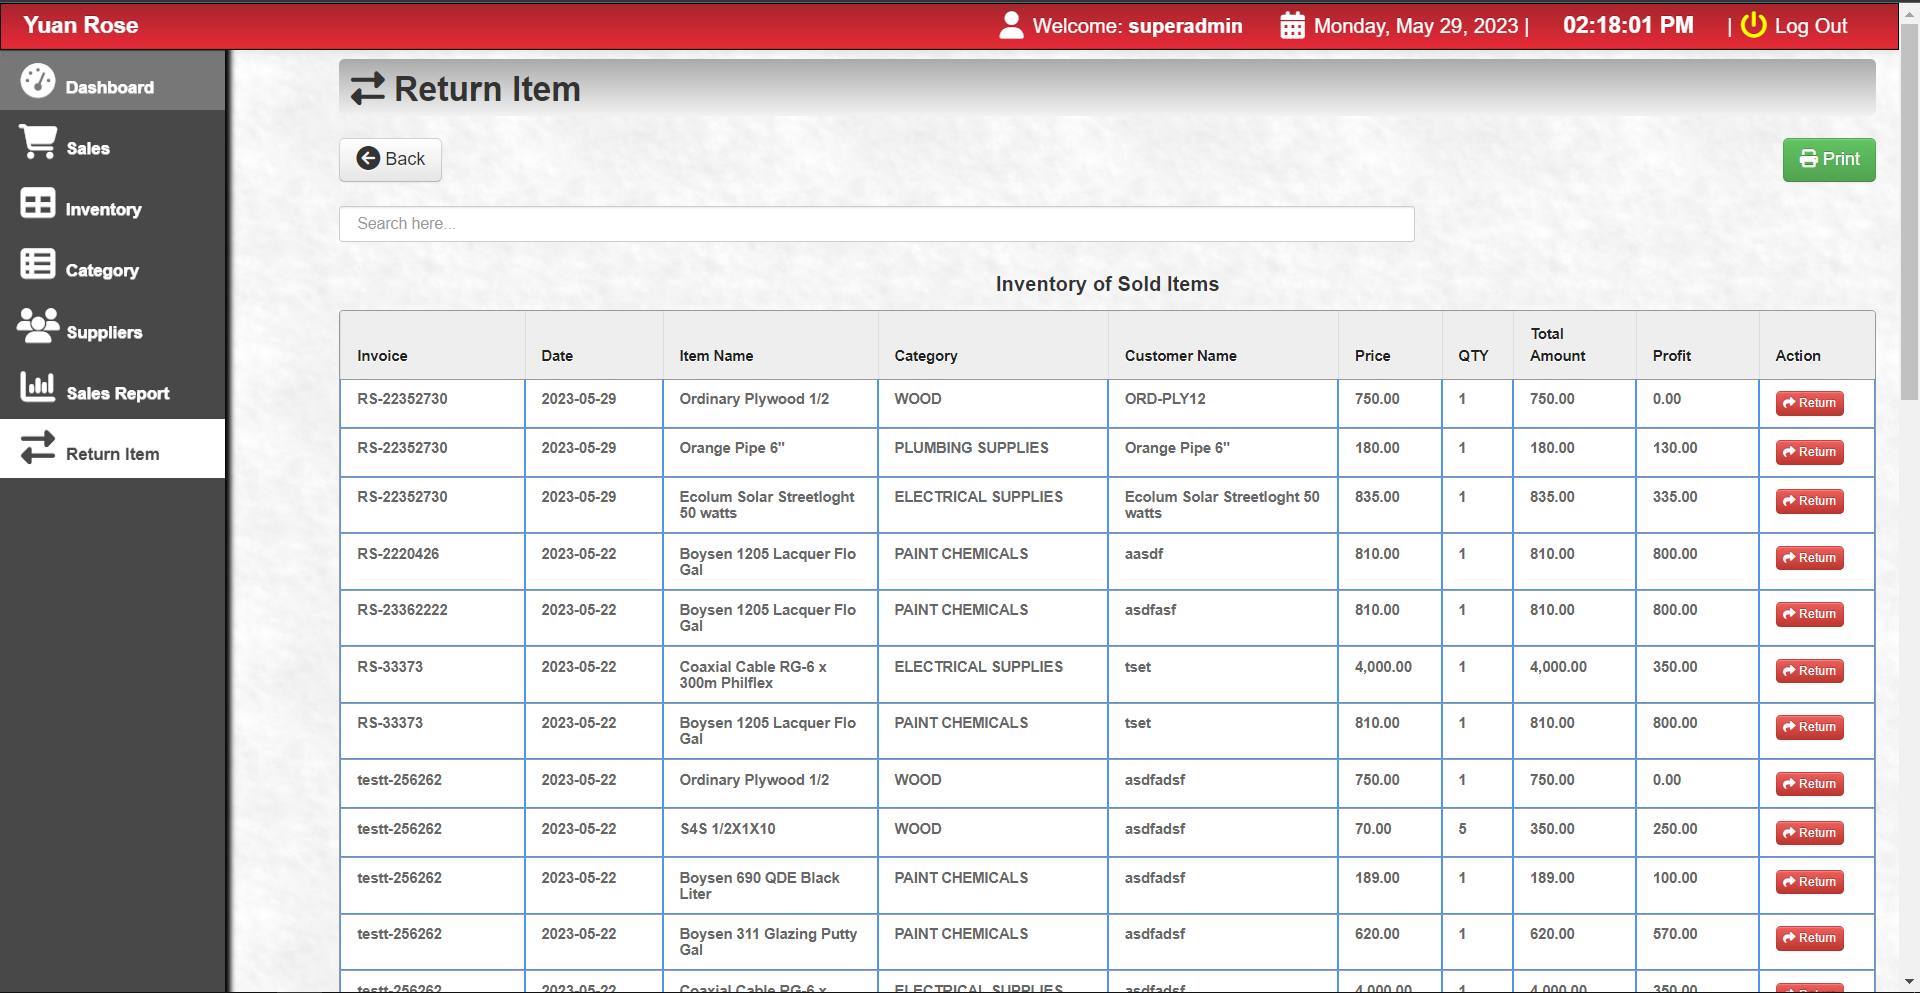 Yuan Rose
Welcome: superadmin
Monday, May 29, 2023 |
02:18:01 PM
| Log Out
Dashboard
Sales
Inventory
Category
Suppliers
Sales Report
Return Item
Return Item
Back
Print
Search here...
Inventory of Sold Items
Invoice Date Item Name Category Customer Name Price QTY Total Amount Profit Action
RS-22352730 2023-05-29 Ordinary Plywood 1/2 WOOD ORD-PLY12 750.00 1 750.00 0.00 Return
RS-22352730 2023-05-29 Orange Pipe 6" PLUMBING SUPPLIES Orange Pipe 6" 180.00 1 180.00 130.00 Return
RS-22352730 2023-05-29 Ecolum Solar Streetloght 50 watts ELECTRICAL SUPPLIES Ecolum Solar Streetloght 50 watts 835.00 1 835.00 335.00 Return
RS-2220426 2023-05-22 Boysen 1205 Lacquer Flo Gal PAINT CHEMICALS aasdf 810.00 1 810.00 800.00 Return
RS-23362222 2023-05-22 Boysen 1205 Lacquer Flo Gal PAINT CHEMICALS asdfasf 810.00 1 810.00 800.00 Return
RS-33373 2023-05-22 Coaxial Cable RG-6 x 300m Philflex ELECTRICAL SUPPLIES tset 4,000.00 1 4,000.00 350.00 Return
RS-33373 2023-05-22 Boysen 1205 Lacquer Flo Gal PAINT CHEMICALS tset 810.00 1 810.00 800.00 Return
testt-256262 2023-05-22 Ordinary Plywood 1/2 WOOD asdfadsf 750.00 1 750.00 0.00 Return
testt-256262 2023-05-22 S4S 1/2X1X10 WOOD asdfadsf 70.00 5 350.00 250.00 Return
testt-256262 2023-05-22 Boysen 690 QDE Black Liter PAINT CHEMICALS asdfadsf 189.00 1 189.00 100.00 Return
testt-256262 2023-05-22 Boysen 311 Glazing Putty Gal PAINT CHEMICALS asdfadsf 620.00 1 620.00 570.00 Return
testt-256262 2023-05-22 Coaxial Cable RG-6 x ELECTRICAL SUPPLIES asdfadsf 4,000.00 1 4,000.00 350.00 Return